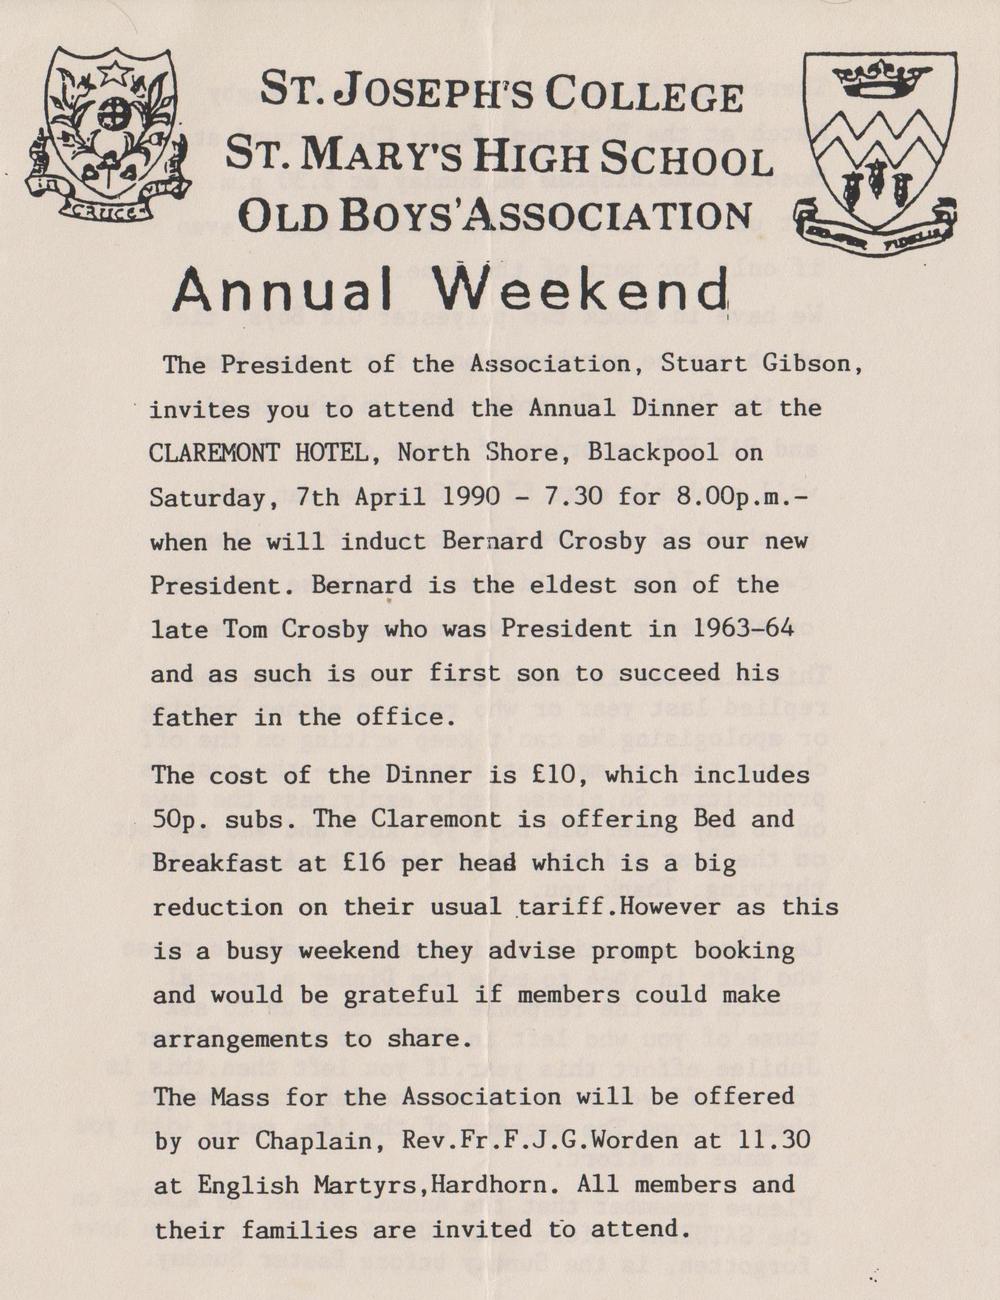 ST. JOSEPH'S COLLEGE
ST. MARY'S HIGH SCHOOL
OLD BOYS' ASSOCIATION
CRUCE
SEMPER FIDELIS
Annual Weekend
The President of the Association, Stuart Gibson,
invites you to attend the Annual Dinner at the
CLAREMONT HOTEL, North Shore, Blackpool on
Saturday, 7th April 1990 - 7.30 for 8.00p.m.-
when he will induct Bernard Crosby as our new
President. Bernard is the eldest son of the
late Tom Crosby who was President in 1963-64
and as such is our first son to succeed his
father in the office.
The cost of the Dinner is £10, which includes
50p. subs. The Claremont is offering Bed and
Breakfast at £16 per head which is a big
reduction on their usual tariff.However as this
is a busy weekend they advise prompt booking
and would be grateful if members could make
arrangements to share.
The Mass for the Association will be offered
by our Chaplain, Rev.Fr.F.J.G.Worden at 11.30
at English Martyrs,Hardhorn. All members and
their families are invited to attend.